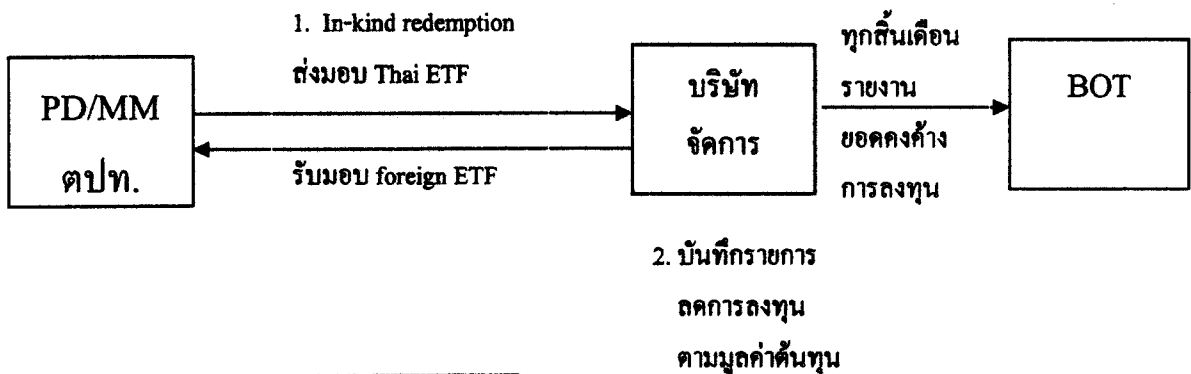 1. In-kind redemption
ส่งมอบ Thai ETF
PD/MM
ตปท.
รับมอบ foreign ETF
บริษัท
จัดการ
ทุกสิ้นเดือน
รายงาน
ยอดคงค้าง
การลงทุน
BOT
2. บันทึกรายการ
ลดการลงทุน
ตามมูลค่าต้นทุน